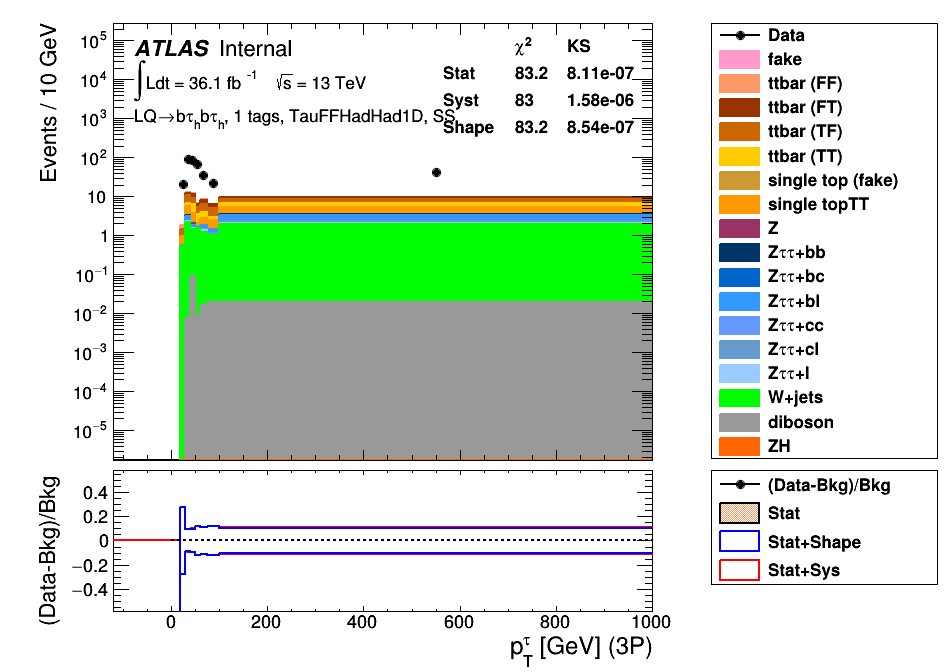 ATLAS Internal
∫Ldt = 36.1 fb⁻¹ √s = 13 TeV
LQ→bτₕbτₕ, 1 tags, TauFFHadHad1D, SS,
χ² KS
Stat 83.2 8.11e-07
Syst 83 1.58e-06
Shape 83.2 8.54e-07
Events / 10 GeV
10⁵
10⁴
10³
10²
10
1
10⁻¹
10⁻²
10⁻³
10⁻⁴
10⁻⁵
Data
fake
ttbar (FF)
ttbar (FT)
ttbar (TF)
ttbar (TT)
single top (fake)
single topTT
Z
Zττ+bb
Zττ+bc
Zττ+bl
Zττ+cc
Zττ+cl
Zττ+l
W+jets
diboson
ZH
(Data-Bkg)/Bkg
0.4
0.2
0
−0.2
−0.4
0 200 400 600 800 1000
p_T^τ [GeV] (3P)
(Data-Bkg)/Bkg
Stat
Stat+Shape
Stat+Sys